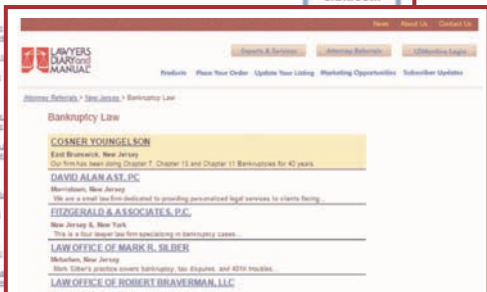 News About Us Contact Us
LAWYERS
DIARY and
MANUAL
Experts & Services Attorney Referrals LDMonline Login
Products Place Your Order Update Your Listing Marketing Opportunities Subscriber Updates
Attorney Referrals > New Jersey > Bankruptcy Law
Bankruptcy Law
COSNER YOUNGELSON
East Brunswick, New Jersey
Our firm has been doing Chapter 7, Chapter 13 and Chapter 11 Bankruptcies for 40 years.
DAVID ALAN AST, PC
Morristown, New Jersey
We are a small law firm dedicated to providing personalized legal services to clients facing...
FITZGERALD & ASSOCIATES, P.C.
New Jersey &, New York
This is a four lawyer law firm specializing in bankruptcy cases...
LAW OFFICE OF MARK R. SILBER
Metuchen, New Jersey
Mark Silber's practice covers bankruptcy, tax disputes, and 401K troubles...
LAW OFFICE OF ROBERT BRAVERMAN, LLC